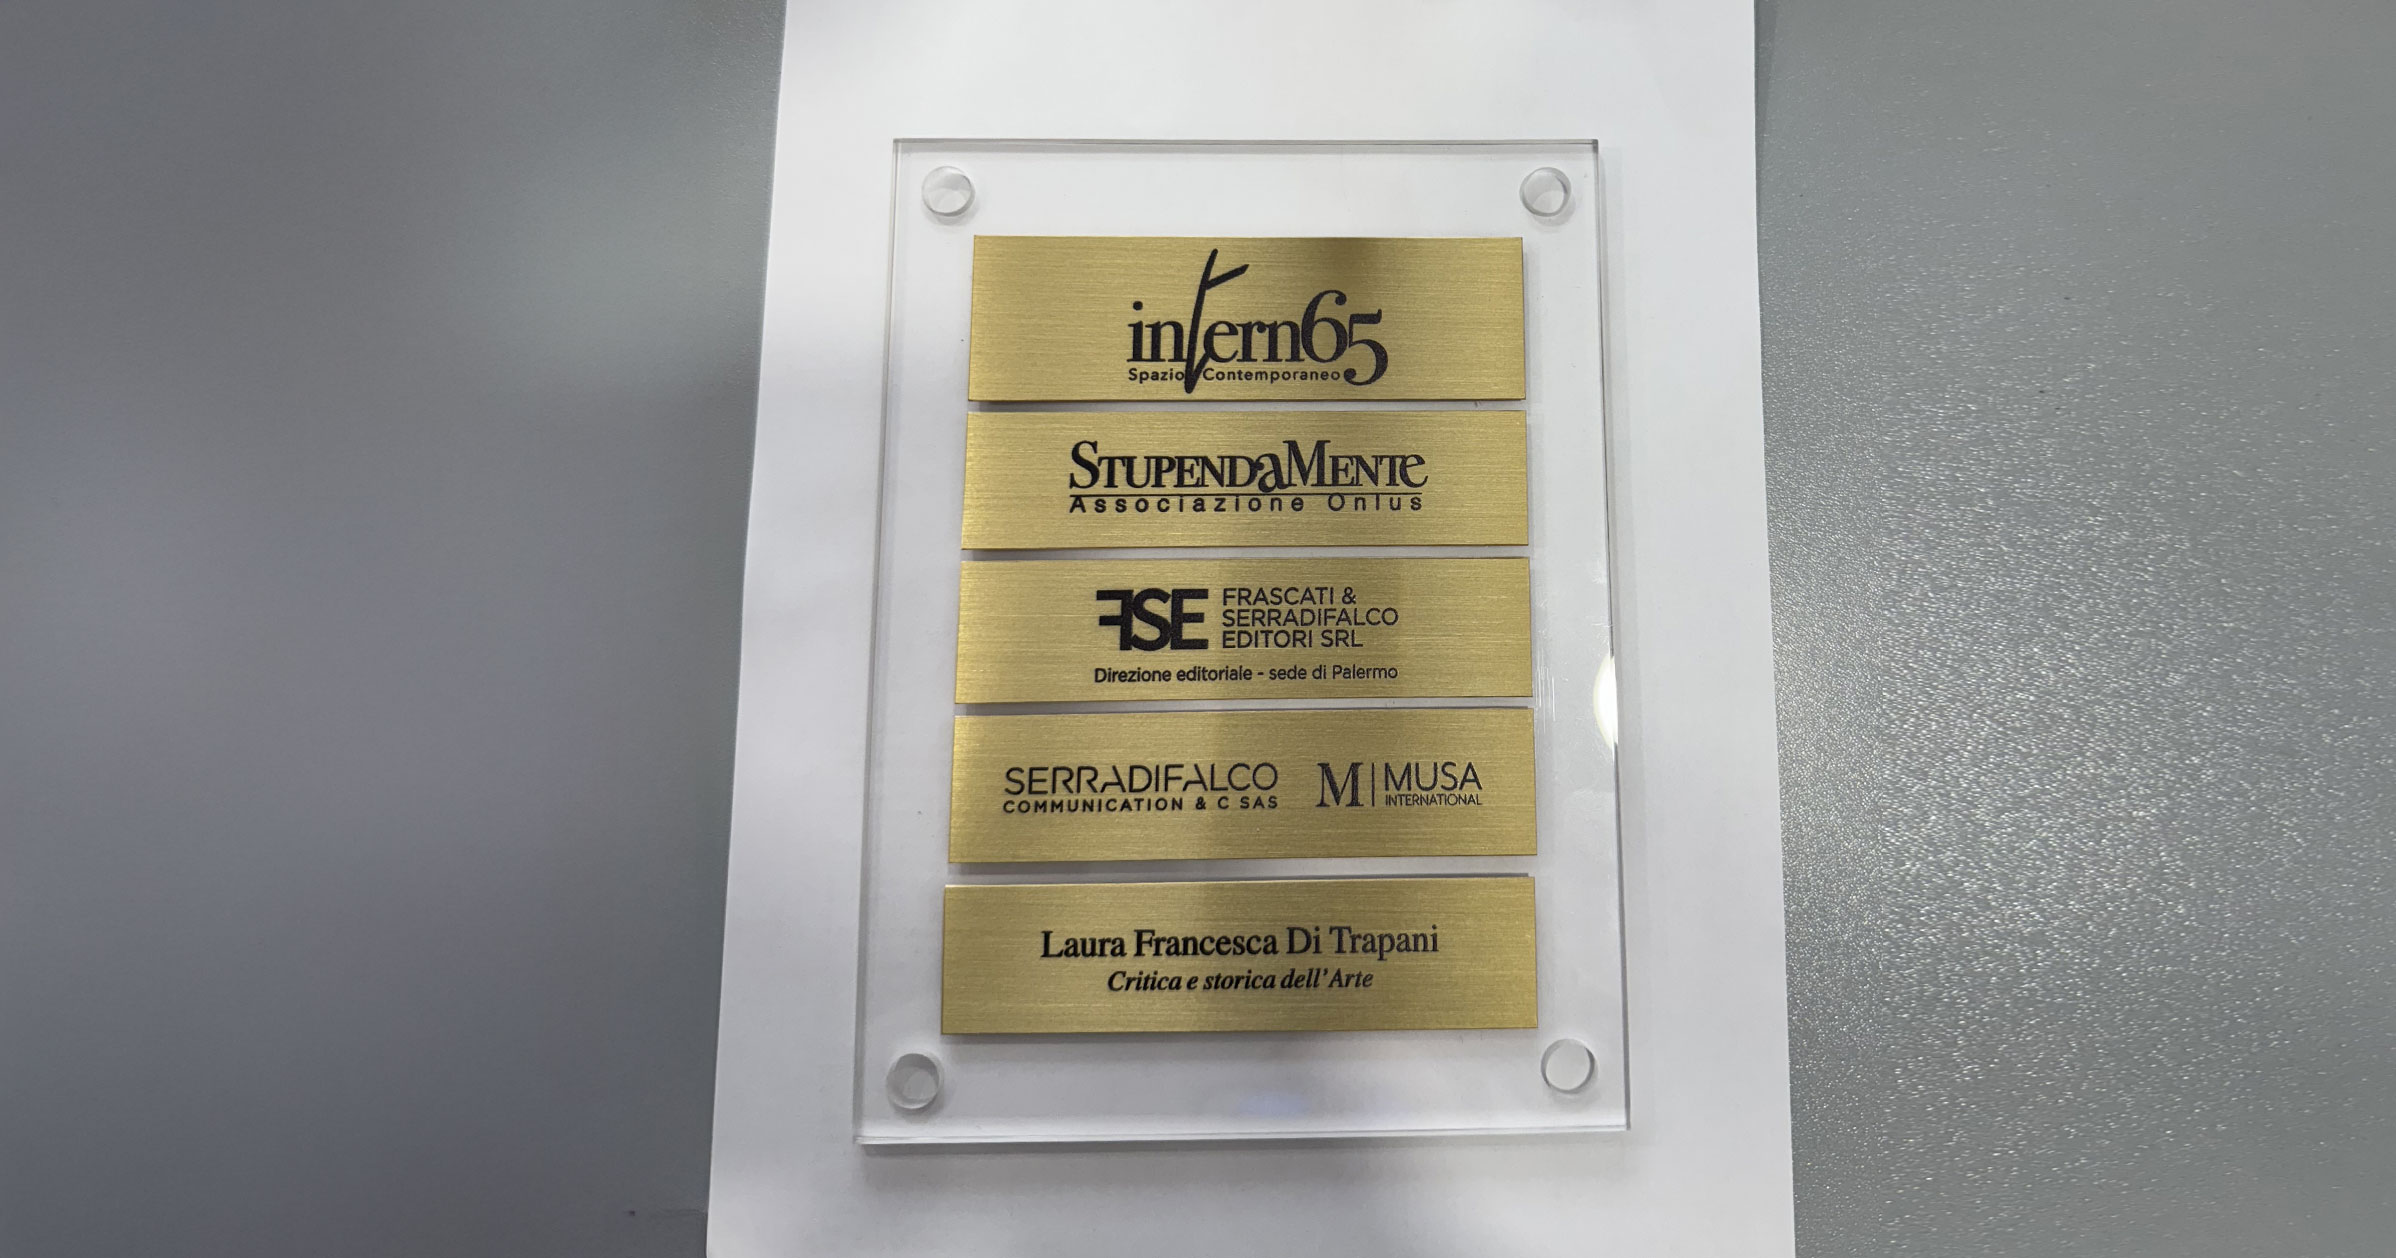 intern65
Spazio Contemporaneo
STUPENDaMENTe
Associazione Onlus
FSE
FRASCATI &
SERRADIFALCO
EDITORI SRL
Direzione editoriale - sede di Palermo
SERRADIFALCO
COMMUNICATION & C SAS
M | MUSA
INTERNATIONAL
Laura Francesca Di Trapani
Critica e storica dell'Arte